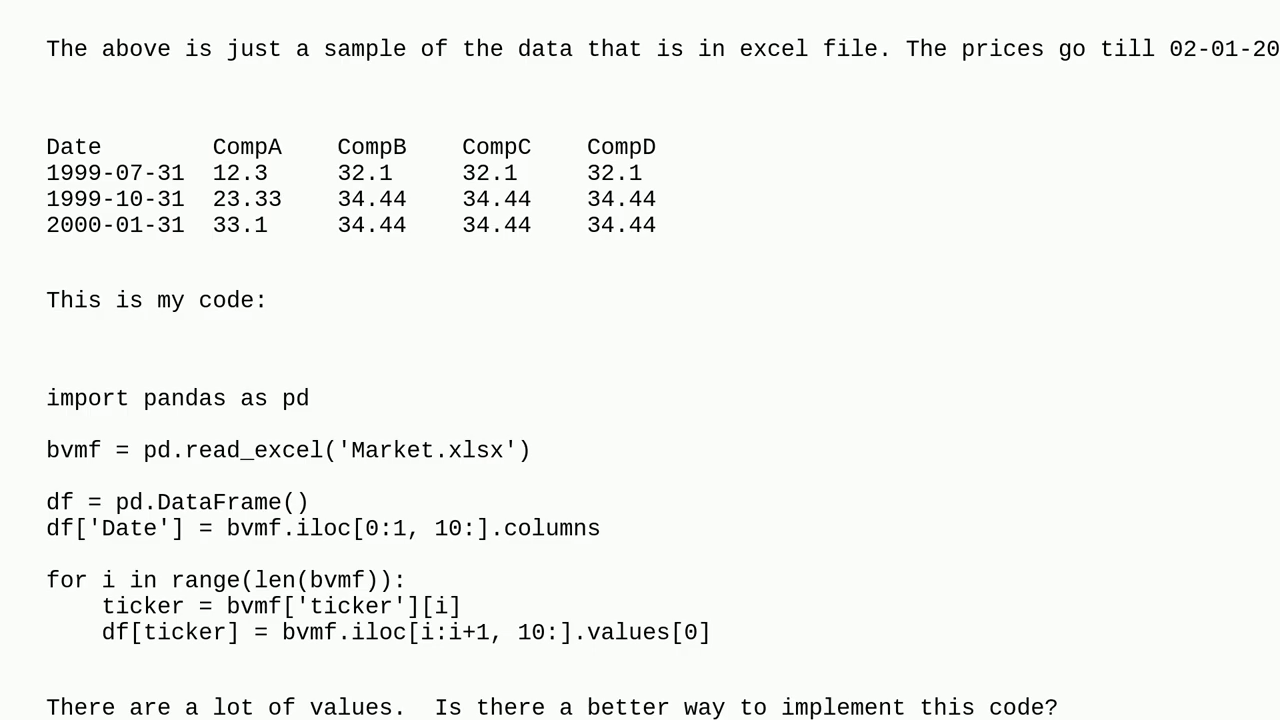 The above is just a sample of the data that is in excel file. The prices go till 02-01-20
Date        CompA    CompB    CompC    CompD
1999-07-31  12.3     32.1     32.1     32.1
1999-10-31  23.33    34.44    34.44    34.44
2000-01-31  33.1     34.44    34.44    34.44
This is my code:
import pandas as pd
bvmf = pd.read_excel('Market.xlsx')
df = pd.DataFrame()
df['Date'] = bvmf.iloc[0:1, 10:].columns
for i in range(len(bvmf)):
    ticker = bvmf['ticker'][i]
    df[ticker] = bvmf.iloc[i:i+1, 10:].values[0]
There are a lot of values.  Is there a better way to implement this code?